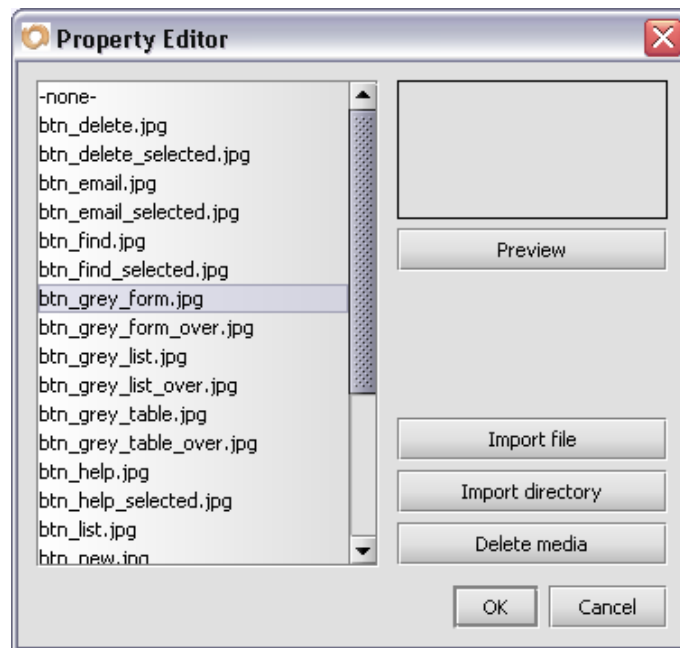 Property Editor
-none-
btn_delete.jpg
btn_delete_selected.jpg
btn_email.jpg
btn_email_selected.jpg
btn_find.jpg
btn_find_selected.jpg
btn_grey_form.jpg
btn_grey_form_over.jpg
btn_grey_list.jpg
btn_grey_list_over.jpg
btn_grey_table.jpg
btn_grey_table_over.jpg
btn_help.jpg
btn_help_selected.jpg
btn_list.jpg
btn_new.jpg
Preview
Import file
Import directory
Delete media
OK
Cancel